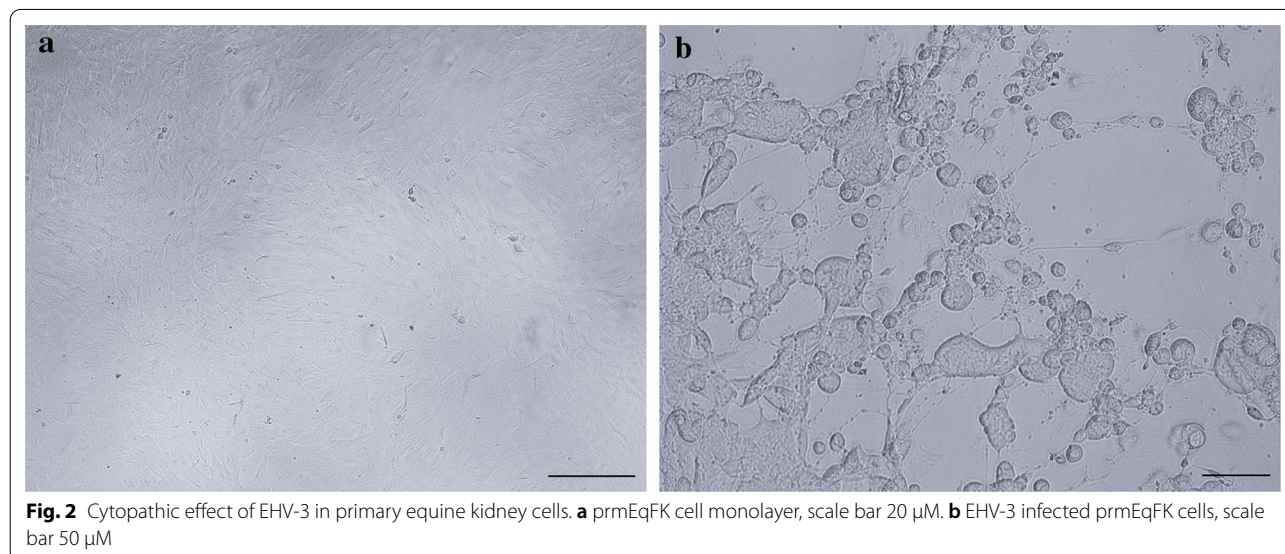 a
b
Fig. 2 Cytopathic effect of EHV-3 in primary equine kidney cells. a prmEqFK cell monolayer, scale bar 20 µM. b EHV-3 infected prmEqFK cells, scale
bar 50 µM